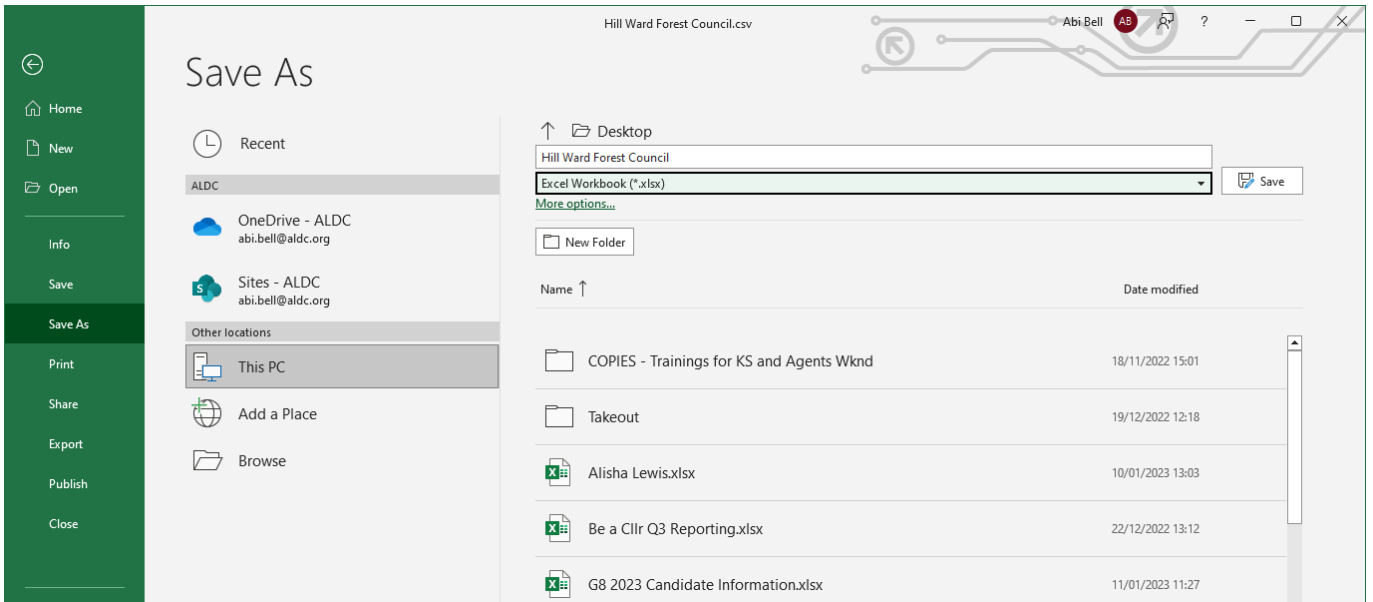 Hill Ward Forest Council.csv
Abi Bell AB ?
Save As
Home
New
Open
Info
Save
Save As
Print
Share
Export
Publish
Close
Recent
ALDC
OneDrive - ALDC
abi.bell@aldc.org
Sites - ALDC
abi.bell@aldc.org
Other locations
This PC
Add a Place
Browse
Desktop
Hill Ward Forest Council
Excel Workbook (*.xlsx)
Save
More options...
New Folder
Name Date modified
COPIES - Trainings for KS and Agents Wknd 18/11/2022 15:01
Takeout 19/12/2022 12:18
Alisha Lewis.xlsx 10/01/2023 13:03
Be a Cllr Q3 Reporting.xlsx 22/12/2022 13:12
G8 2023 Candidate Information.xlsx 11/01/2023 11:27